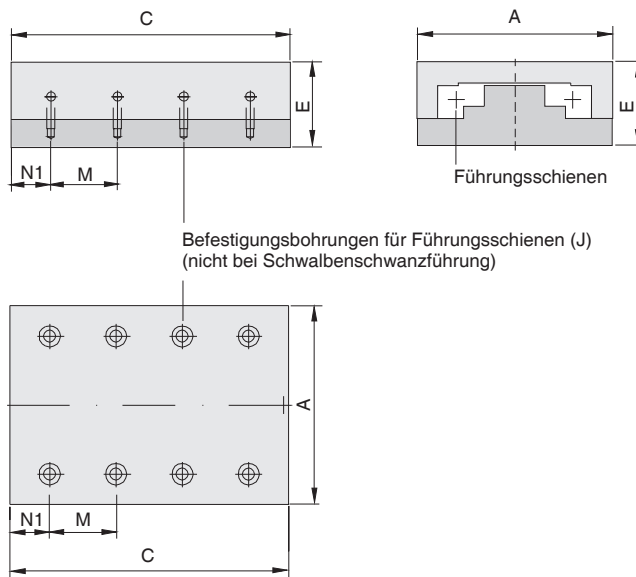 C
A
E
E
N1
M
Führungsschienen
Befestigungsbohrungen für Führungsschienen (J)
(nicht bei Schwalbenschwanzführung)
A
N1
M
C